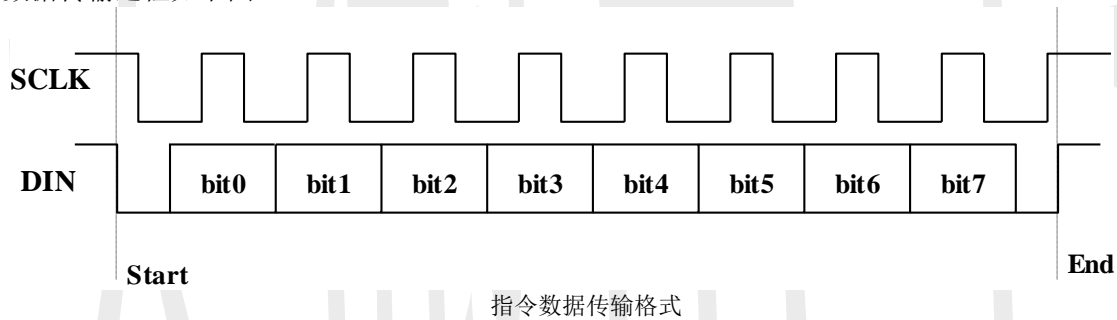 SCLK
DIN
bit0 bit1 bit2 bit3 bit4 bit5 bit6 bit7
Start
End
指令数据传输格式